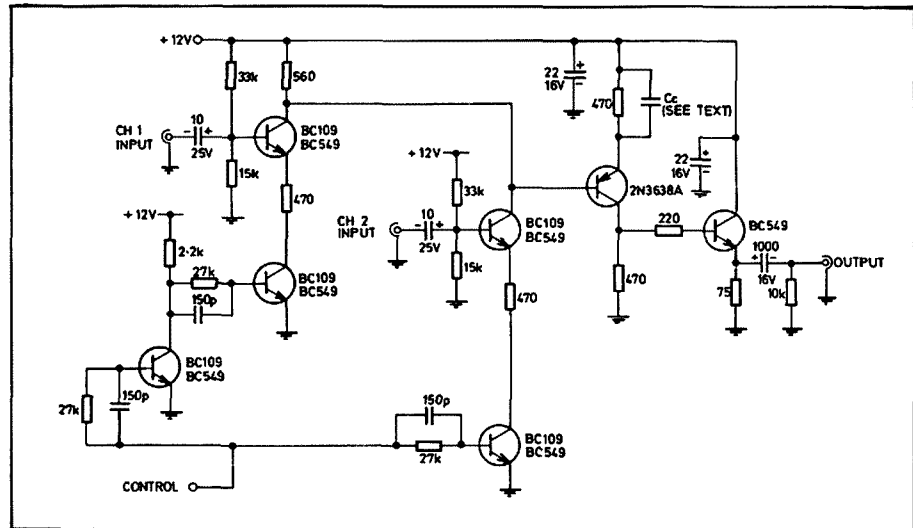 + 12V
33k
560
22
16V
470
Cc
(SEE TEXT)
CH 1
INPUT
10
- +
25V
BC109
BC549
15k
470
+ 12V
33k
2N3638A
22
16V
+ 12V
2·2k
27k
150p
BC109
BC549
CH 2
INPUT
10
- +
25V
BC109
BC549
15k
470
220
BC549
1000
+ -
16V
OUTPUT
470
75
10k
BC109
BC549
27k
150p
150p
27k
BC109
BC549
CONTROL